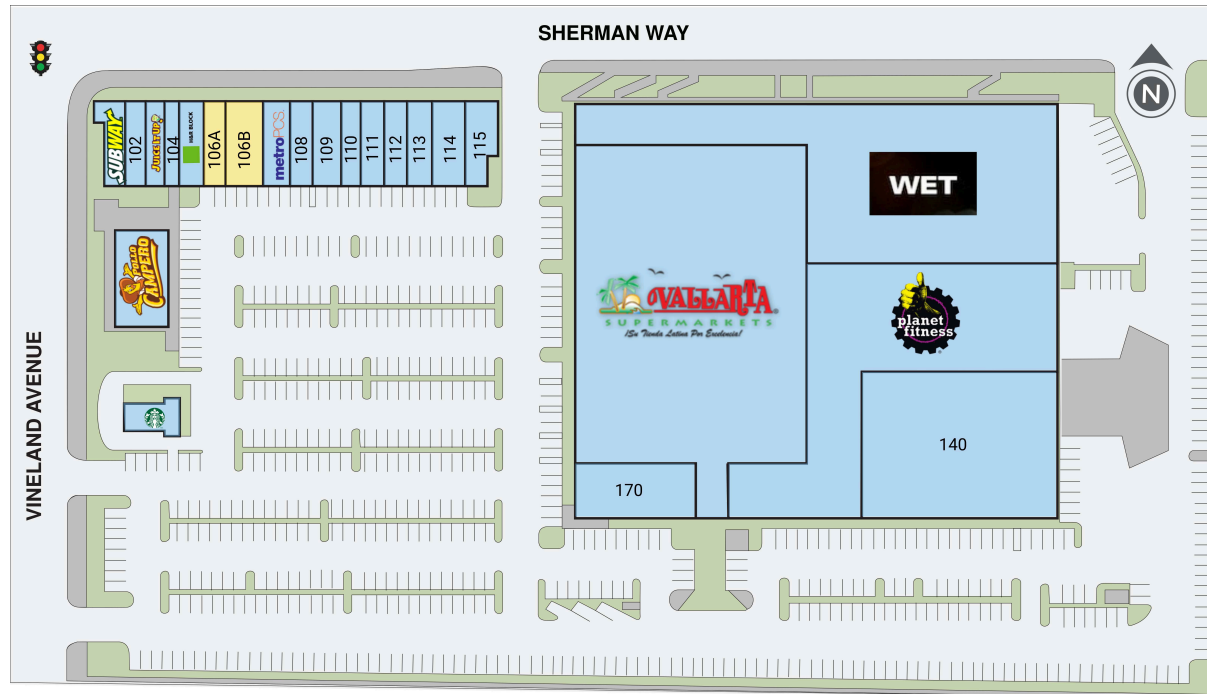 SHERMAN WAY
N
SUBWAY
102
JUICE IT UP!
104
H&R BLOCK
106A
106B
metroPCS
108
109
110
111
112
113
114
115
POLLO
CAMPERO
VINELAND AVENUE
WET
VALLARTA
SUPERMARKETS
¡Su Tienda Latina Por Excelencia!
planet
fitness
140
170